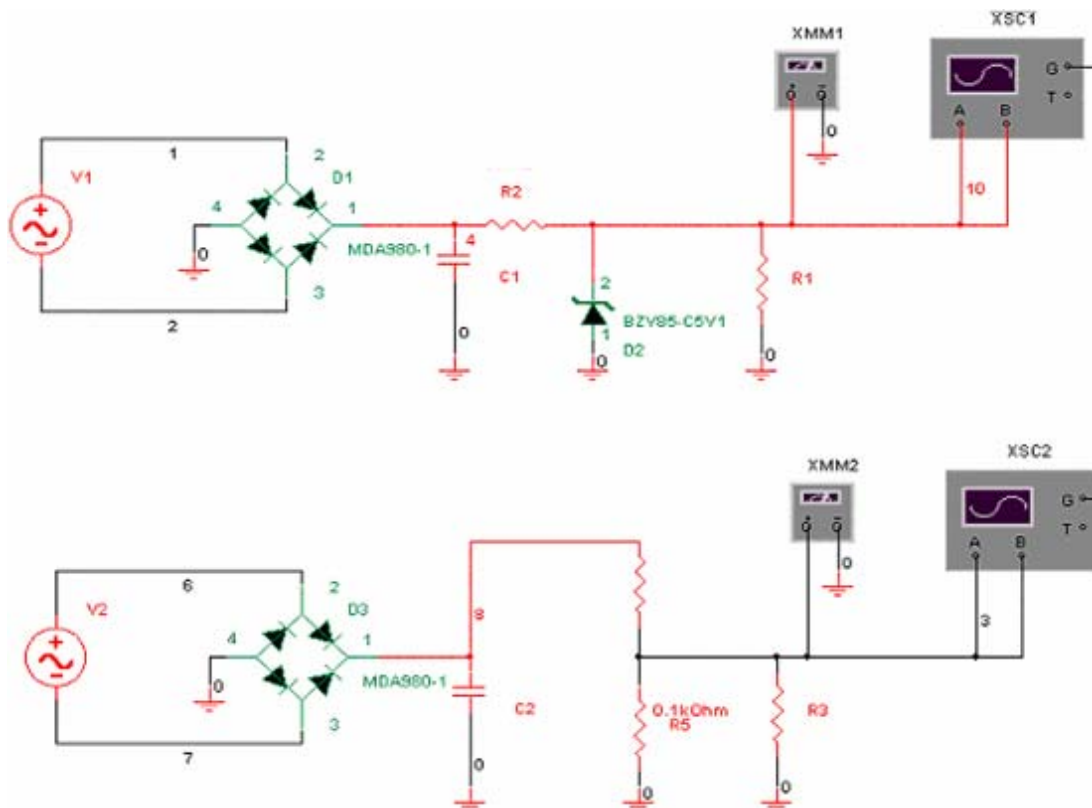 XSC1
XMM1
G
T
A B
0
1
V1
2
D1
4
1
0
MDA980-1
3
2
R2
4
C1
0
2
BZV85-C5V1
1
D2
0
R1
0
10
XSC2
XMM2
G
T
A B
0
6
V2
2
D3
4
1
0
MDA980-1
3
7
8
C2
0
0.1kOhm
R5
0
R3
0
3